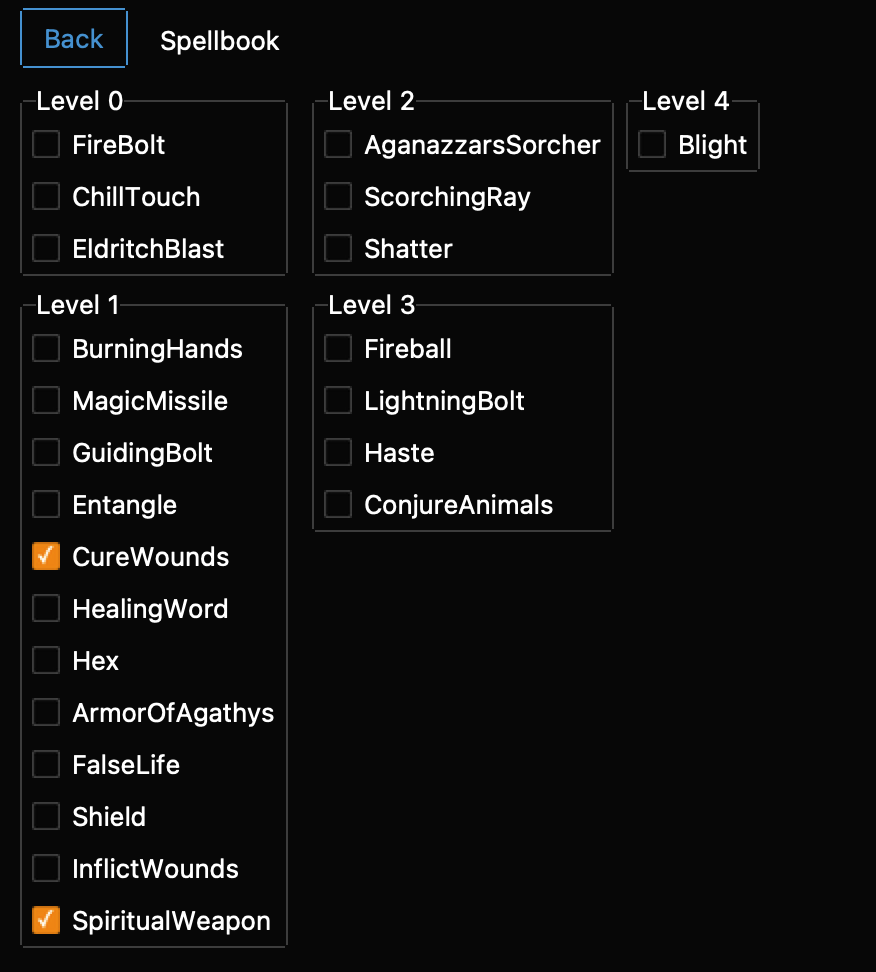 Back
Spellbook
Level 0
FireBolt
ChillTouch
EldritchBlast
Level 1
BurningHands
MagicMissile
GuidingBolt
Entangle
CureWounds
HealingWord
Hex
ArmorOfAgathys
FalseLife
Shield
InflictWounds
SpiritualWeapon
Level 2
AganazzarsSorcher
ScorchingRay
Shatter
Level 3
Fireball
LightningBolt
Haste
ConjureAnimals
Level 4
Blight